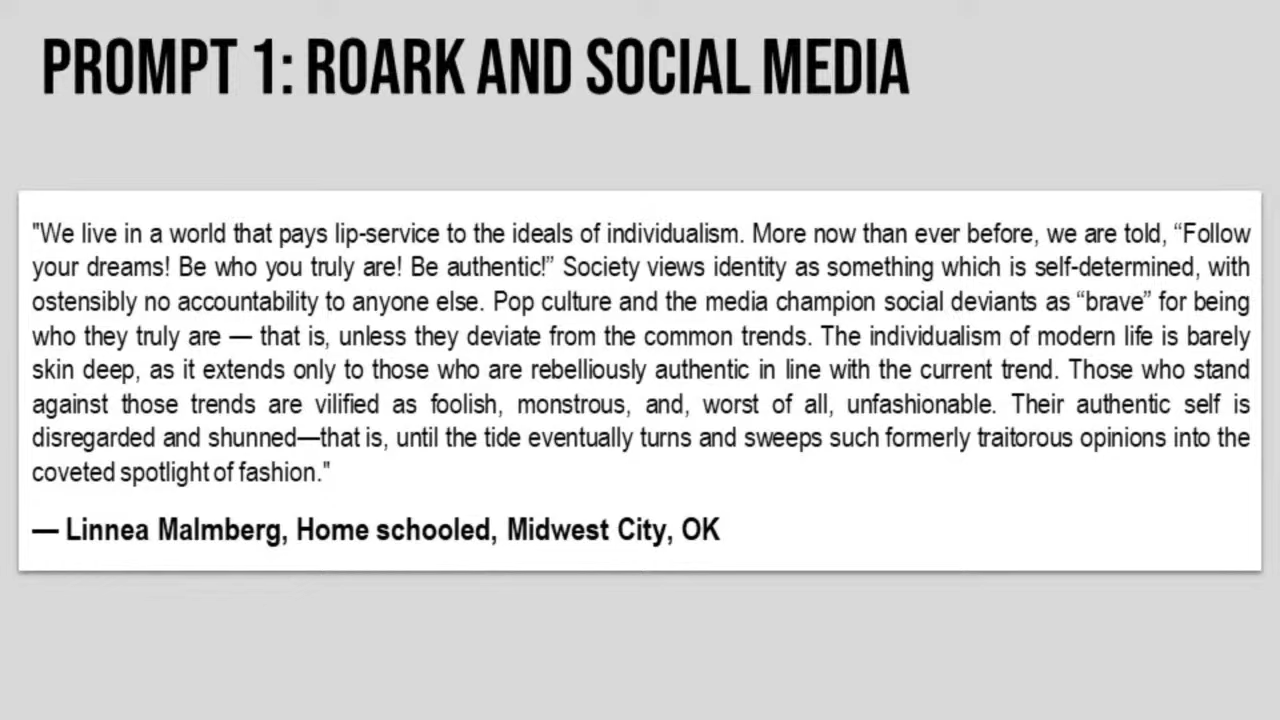 PROMPT 1: ROARK AND SOCIAL MEDIA
"We live in a world that pays lip-service to the ideals of individualism. More now than ever before, we are told, “Follow
your dreams! Be who you truly are! Be authentic!” Society views identity as something which is self-determined, with
ostensibly no accountability to anyone else. Pop culture and the media champion social deviants as “brave” for being
who they truly are — that is, unless they deviate from the common trends. The individualism of modern life is barely
skin deep, as it extends only to those who are rebelliously authentic in line with the current trend. Those who stand
against those trends are vilified as foolish, monstrous, and, worst of all, unfashionable. Their authentic self is
disregarded and shunned—that is, until the tide eventually turns and sweeps such formerly traitorous opinions into the
coveted spotlight of fashion."
— Linnea Malmberg, Home schooled, Midwest City, OK